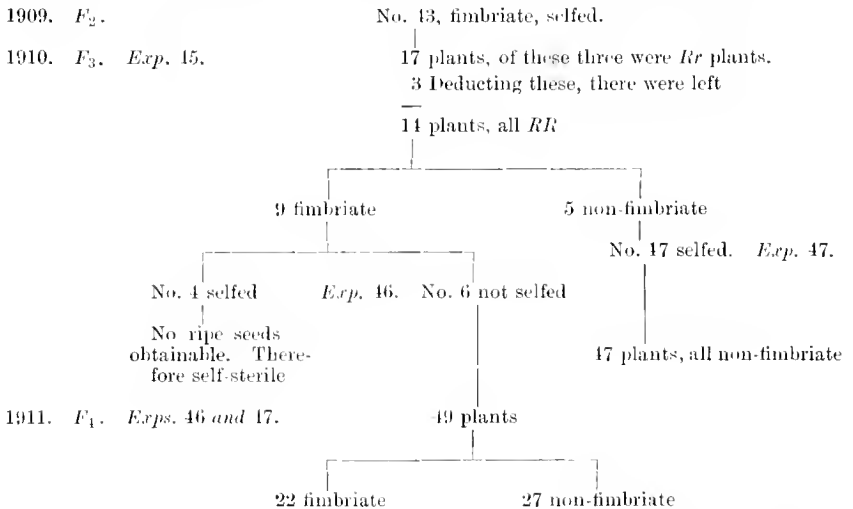 1909. F₂. No. 43, fimbriate, selfed.
1910. F₃. Exp. 45. 17 plants, of these three were Rr plants.
3 Deducting these, there were left
14 plants, all RR
9 fimbriate 5 non-fimbriate
No. 17 selfed. Exp. 47.
No. 4 selfed Exp. 46. No. 6 not selfed
No ripe seeds
obtainable. There-
fore self-sterile
47 plants, all non-fimbriate
1911. F₄. Exps. 46 and 47. 49 plants
22 fimbriate 27 non-fimbriate